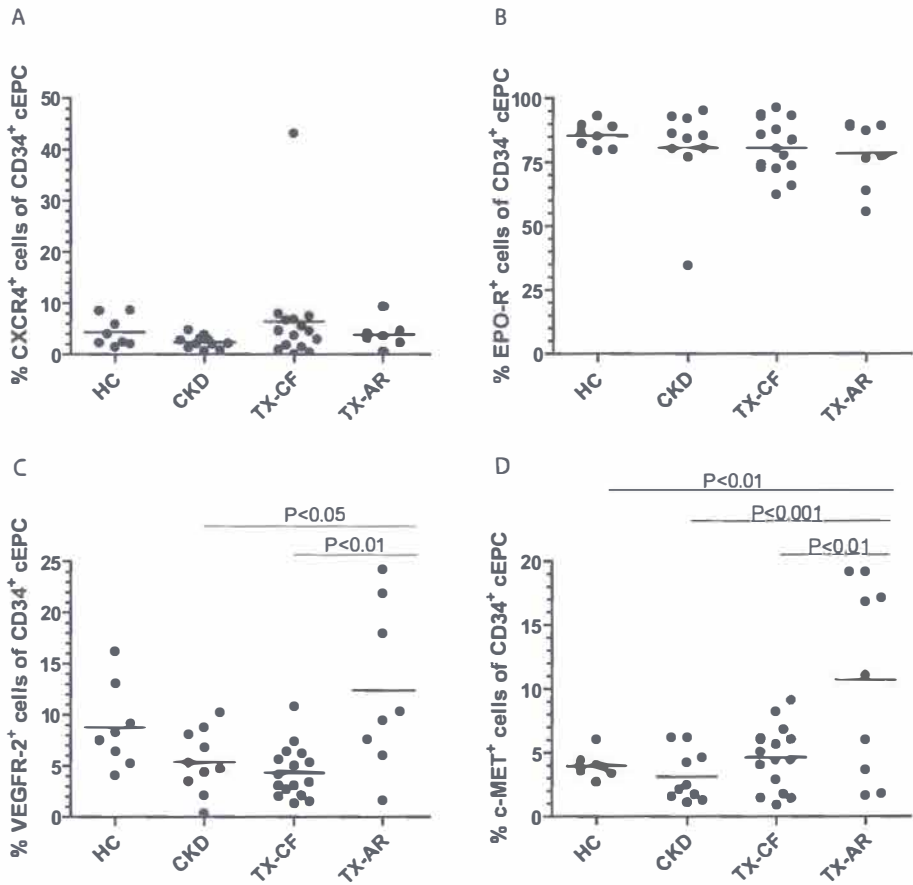 A
% CXCR4⁺ cells of CD34⁺ cEPC
50
40
30
20
10
0
HC
CKD
TX-CF
TX-AR
B
% EPO-R⁺ cells of CD34⁺ cEPC
100
75
50
25
0
HC
CKD
TX-CF
TX-AR
C
P<0.05
P<0.01
% VEGFR-2⁺ cells of CD34⁺ cEPC
25
20
15
10
5
0
HC
CKD
TX-CF
TX-AR
D
P<0.01
P<0.001
P<0.01
% c-MET⁺ cells of CD34⁺ cEPC
20
15
10
5
0
HC
CKD
TX-CF
TX-AR